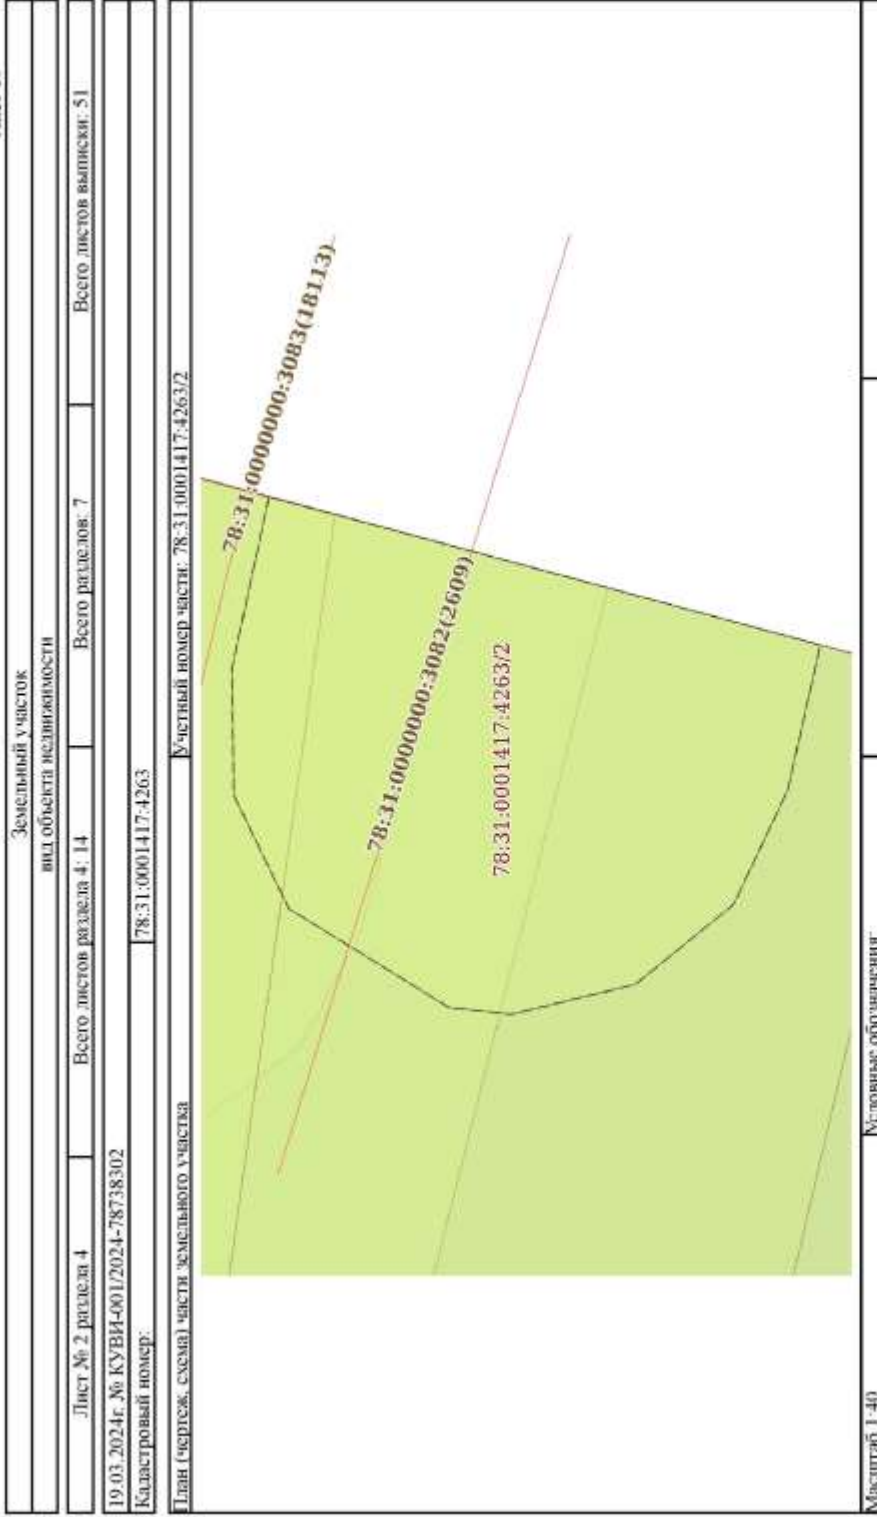 Земельный участок
вид объекта недвижимости
Лист № 2 раздела 4 Всего листов раздела 4: 14 Всего разделов: 7 Всего листов выписки: 51
19.03.2024г. № КУВИ-001/2024-78738302
Кадастровый номер: 78:31:0001417:4263
План (чертеж, схема) части земельного участка Учетный номер части: 78:31:0001417:4263/2
78:31:0000000:3083(18113)
78:31:0000000:3082(2609)
78:31:0001417:4263/2
Масштаб 1:40 Условные обозначения: